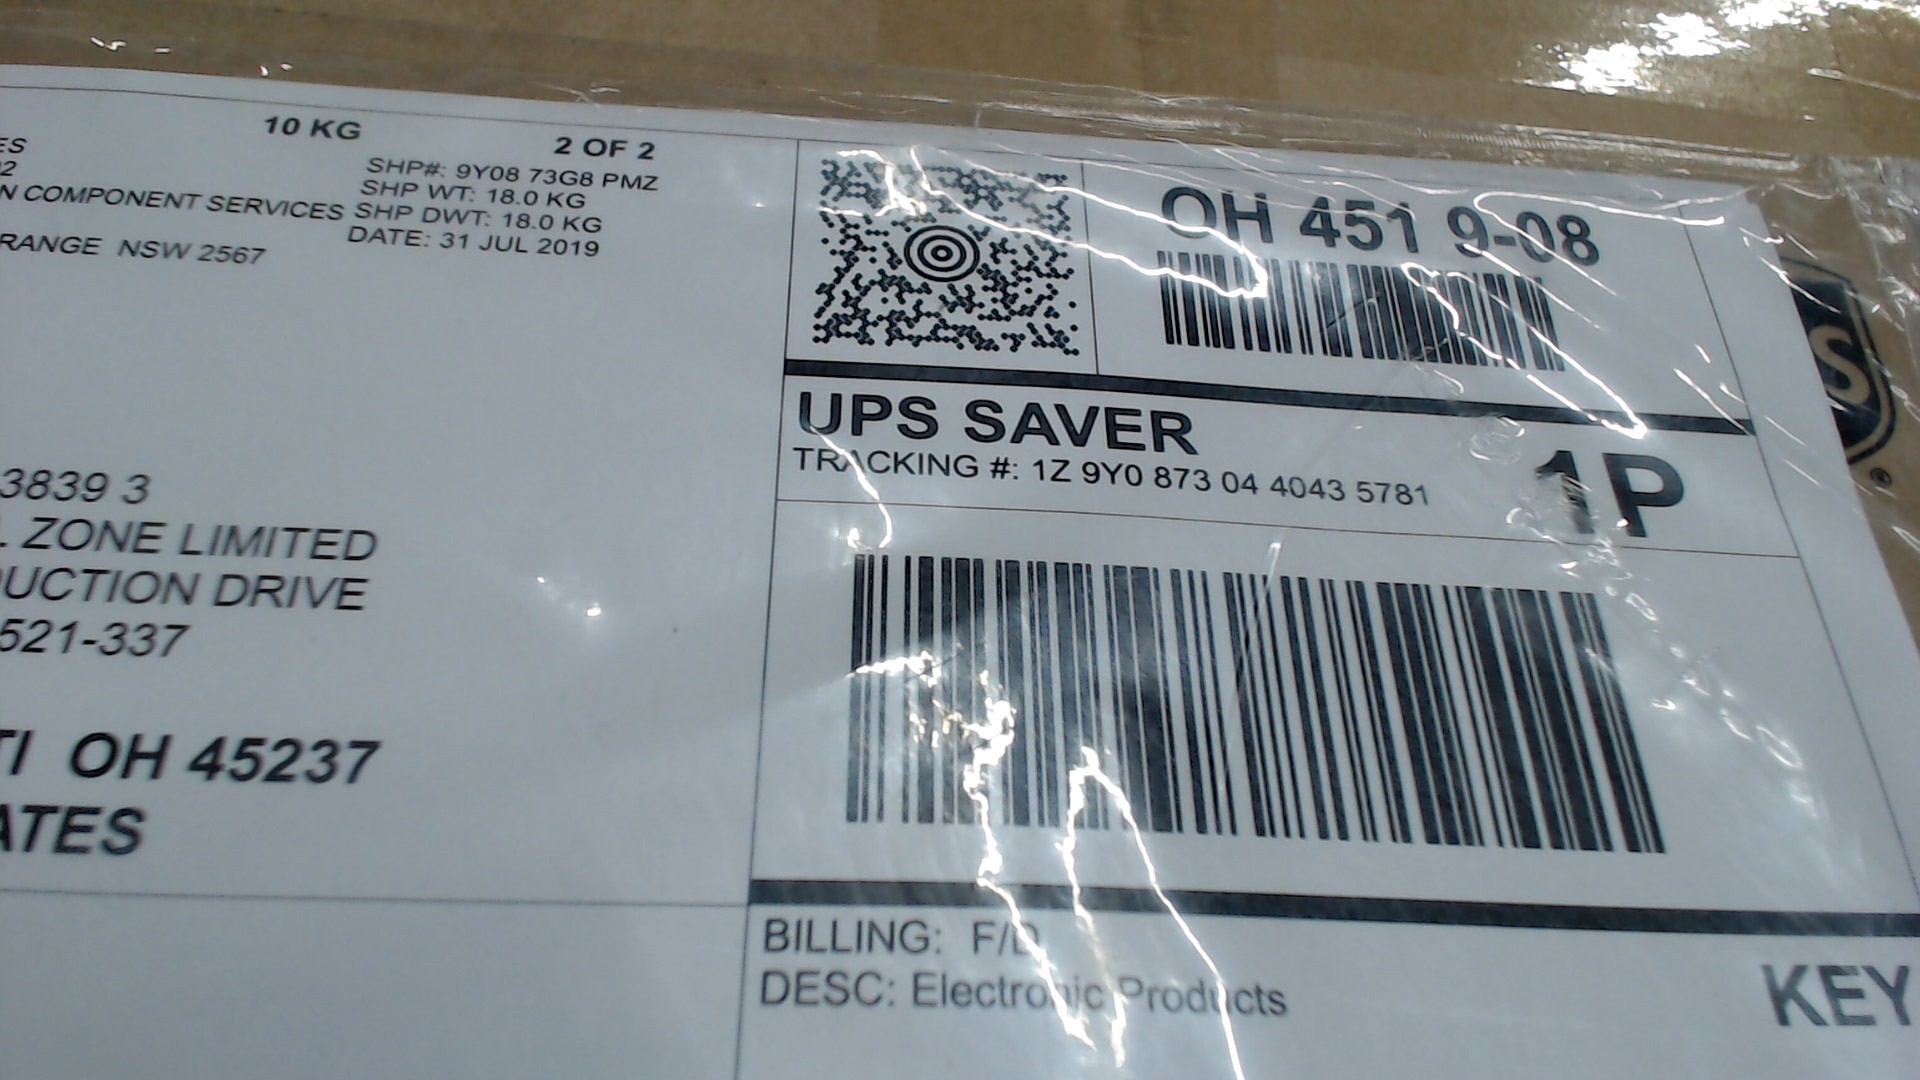 10 KG
2 OF 2
ES
02
N COMPONENT SERVICES
RANGE NSW 2567
SHP#: 9Y08 73G8 PMZ
SHP WT: 18.0 KG
SHP DWT: 18.0 KG
DATE: 31 JUL 2019
3839 3
ZONE LIMITED
UCTION DRIVE
521-337
TI OH 45237
ATES
OH 451 9-08
UPS SAVER
TRACKING #: 1Z 9Y0 873 04 4043 5781
1P
BILLING: F/D
DESC: Electronic Products
KEY
S
®